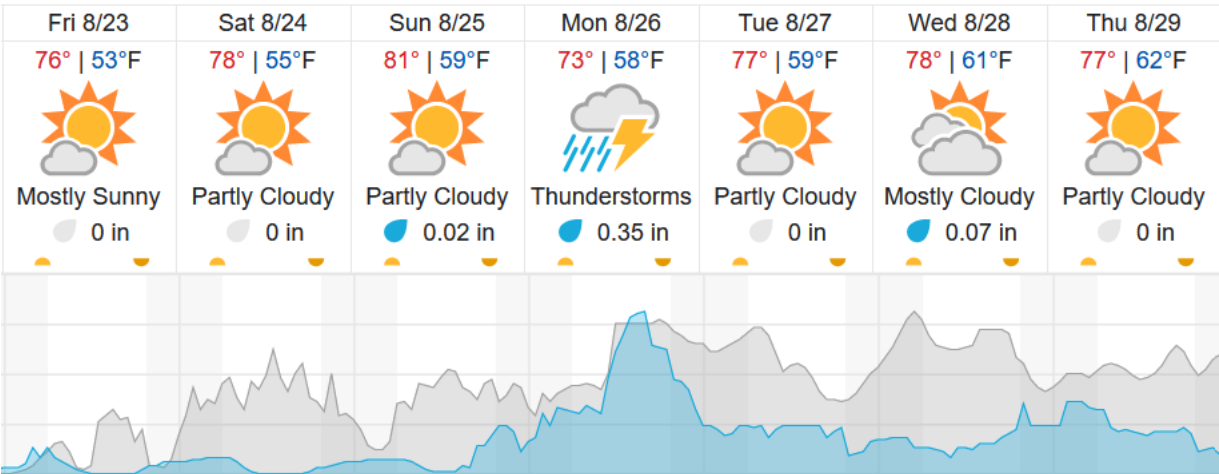 Fri 8/23 Sat 8/24 Sun 8/25 Mon 8/26 Tue 8/27 Wed 8/28 Thu 8/29
76° | 53°F 78° | 55°F 81° | 59°F 73° | 58°F 77° | 59°F 78° | 61°F 77° | 62°F
Mostly Sunny Partly Cloudy Partly Cloudy Thunderstorms Partly Cloudy Mostly Cloudy Partly Cloudy
0 in 0 in 0.02 in 0.35 in 0 in 0.07 in 0 in